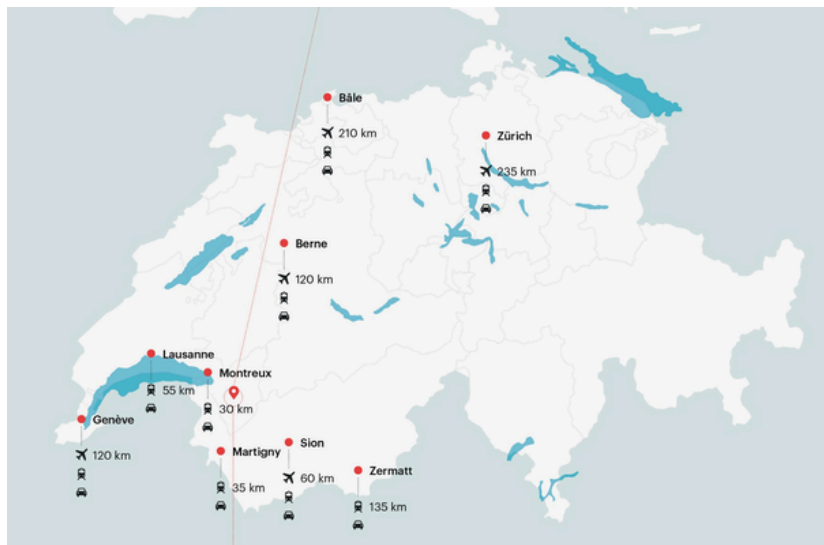 Bâle
210 km
Zürich
235 km
Berne
120 km
Lausanne
55 km
Montreux
30 km
Genève
120 km
Martigny
35 km
Sion
60 km
Zermatt
135 km